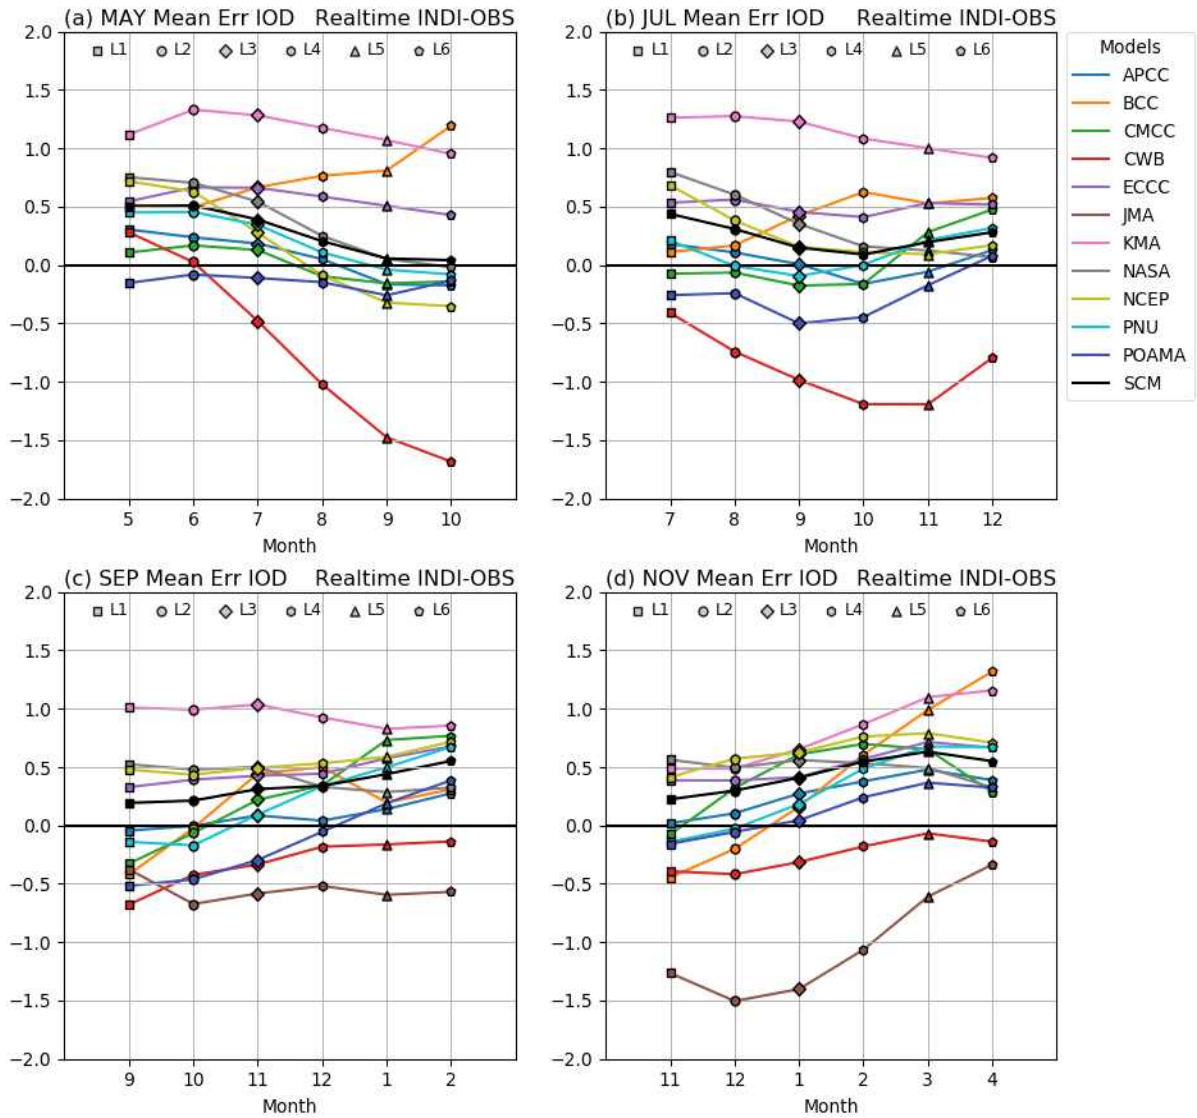 (a) MAY Mean Err IOD Realtime INDI-OBS
L1 L2 L3 L4 L5 L6
2.0
1.5
1.0
0.5
0.0
−0.5
−1.0
−1.5
−2.0
5 6 7 8 9 10
Month
(b) JUL Mean Err IOD Realtime INDI-OBS
L1 L2 L3 L4 L5 L6
2.0
1.5
1.0
0.5
0.0
−0.5
−1.0
−1.5
−2.0
7 8 9 10 11 12
Month
Models
APCC
BCC
CMCC
CWB
ECCC
JMA
KMA
NASA
NCEP
PNU
POAMA
SCM
(c) SEP Mean Err IOD Realtime INDI-OBS
L1 L2 L3 L4 L5 L6
2.0
1.5
1.0
0.5
0.0
−0.5
−1.0
−1.5
−2.0
9 10 11 12 1 2
Month
(d) NOV Mean Err IOD Realtime INDI-OBS
L1 L2 L3 L4 L5 L6
2.0
1.5
1.0
0.5
0.0
−0.5
−1.0
−1.5
−2.0
11 12 1 2 3 4
Month